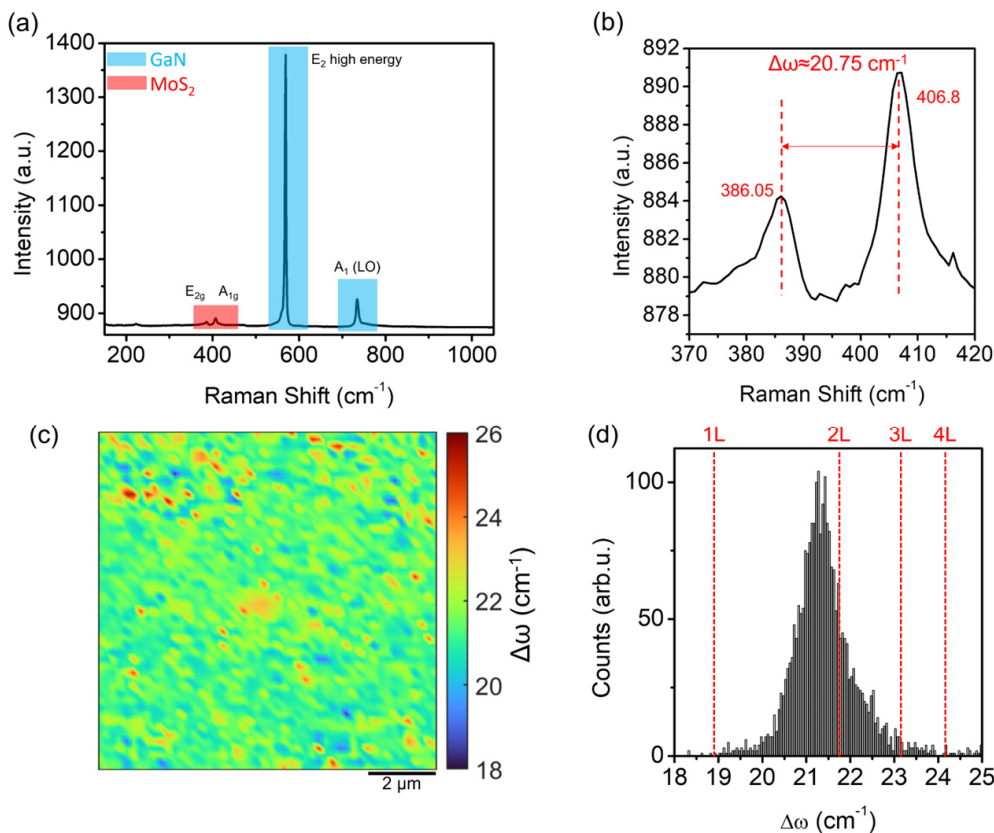 (a)
1400
1300
1200
1100
1000
900
Intensity (a.u.)
GaN
MoS2
E2 high energy
E2g A1g
A1 (LO)
200 400 600 800 1000
Raman Shift (cm-1)
(b)
892
890
888
886
884
882
880
878
Intensity (a.u.)
Δω≈20.75 cm-1
406.8
386.05
370 380 390 400 410 420
Raman Shift (cm-1)
(c)
26
24
22
20
18
Δω (cm-1)
2 μm
(d)
1L 2L 3L 4L
100
50
0
Counts (arb.u.)
18 19 20 21 22 23 24 25
Δω (cm-1)